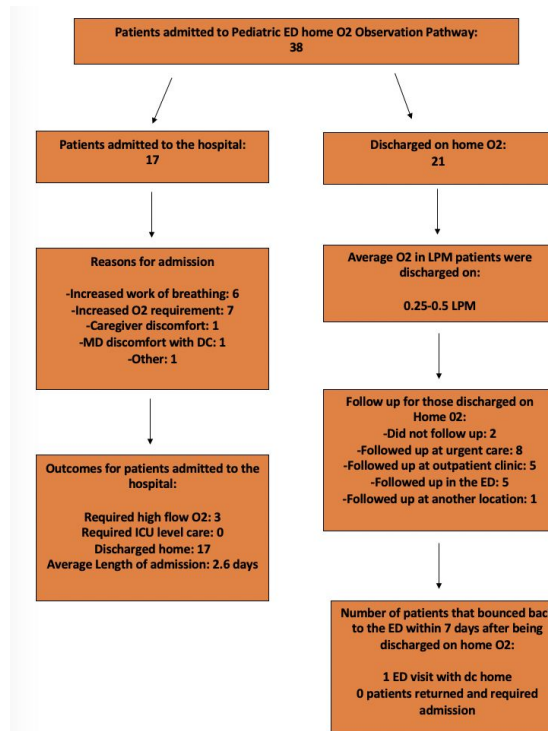 Patients admitted to Pediatric ED home O2 Observation Pathway:
38
Patients admitted to the hospital:
17
Discharged on home O2:
21
Reasons for admission
-Increased work of breathing: 6
-Increased O2 requirement: 7
-Caregiver discomfort: 1
-MD discomfort with DC: 1
-Other: 1
Average O2 in LPM patients were
discharged on:
0.25-0.5 LPM
Follow up for those discharged on
Home 02:
-Did not follow up: 2
-Followed up at urgent care: 8
-Followed up at outpatient clinic: 5
-Followed up in the ED: 5
-Followed up at another location: 1
Outcomes for patients admitted to the
hospital:
Required high flow O2: 3
Required ICU level care: 0
Discharged home: 17
Average Length of admission: 2.6 days
Number of patients that bounced back
to the ED within 7 days after being
discharged on home O2:
1 ED visit with dc home
0 patients returned and required
admission